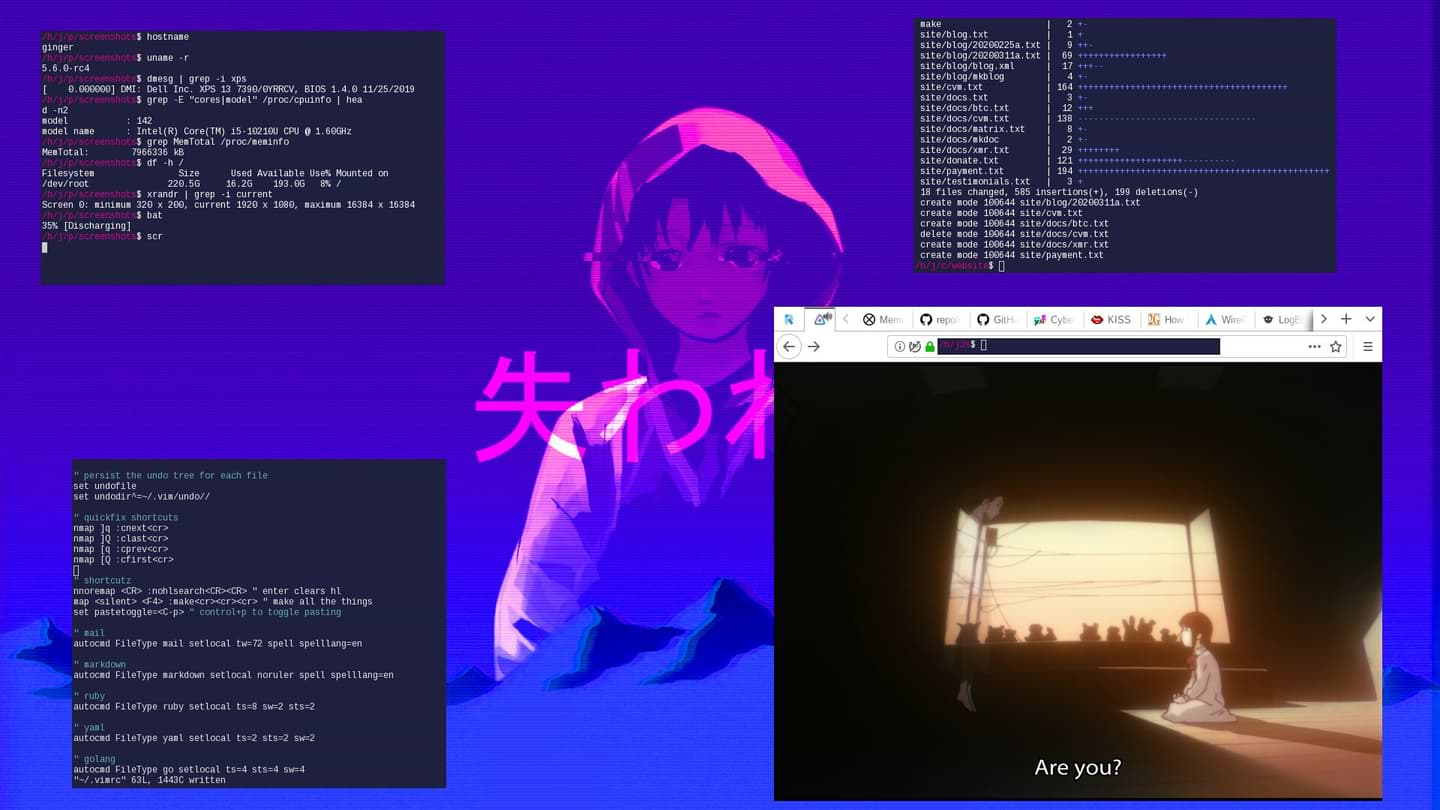 /h/j/p/screenshots$ hostname
ginger
/h/j/p/screenshots$ uname -r
5.6.0-rc4
/h/j/p/screenshots$ dmesg | grep -i xps
[    0.000000] DMI: Dell Inc. XPS 13 7390/0YRRCV, BIOS 1.4.0 11/25/2019
/h/j/p/screenshots$ grep -E "cores|model" /proc/cpuinfo | hea
d -n2
model           : 142
model name      : Intel(R) Core(TM) i5-10210U CPU @ 1.60GHz
/h/j/p/screenshots$ grep MemTotal /proc/meminfo
MemTotal:        7966336 kB
/h/j/p/screenshots$ df -h /
Filesystem                Size      Used Available Use% Mounted on
/dev/root               220.5G     16.2G    193.0G   8% /
/h/j/p/screenshots$ xrandr | grep -i current
Screen 0: minimum 320 x 200, current 1920 x 1080, maximum 16384 x 16384
/h/j/p/screenshots$ bat
35% [Discharging]
/h/j/p/screenshots$ scr
make                    |   2 +-
site/blog.txt           |   1 +
site/blog/20200225a.txt |   9 ++-
site/blog/20200311a.txt |  69 +++++++++++++++++
site/blog/blog.xml      |  17 +++--
site/blog/mkblog        |   4 +-
site/cvm.txt            | 164 ++++++++++++++++++++++++++++++++++++++++
site/docs.txt           |   3 +-
site/docs/btc.txt       |  12 +++
site/docs/cvm.txt       | 138 ----------------------------------
site/docs/matrix.txt    |   8 +-
site/docs/mkdoc         |   2 +-
site/docs/xmr.txt       |  29 ++++++++
site/donate.txt         | 121 ++++++++++++++++++++----------
site/payment.txt        | 194 ++++++++++++++++++++++++++++++++++++++++++++++++
site/testimonials.txt   |   3 +
18 files changed, 585 insertions(+), 199 deletions(-)
create mode 100644 site/blog/20200311a.txt
create mode 100644 site/cvm.txt
create mode 100644 site/docs/btc.txt
delete mode 100644 site/docs/cvm.txt
create mode 100644 site/docs/xmr.txt
create mode 100644 site/payment.txt
/h/j/c/website$
Mem repo/ GitHu Cybe KISS How Wire LogB
$
失われ
" persist the undo tree for each file
set undofile
set undodir^=~/.vim/undo//
" quickfix shortcuts
nmap ]q :cnext<cr>
nmap ]Q :clast<cr>
nmap [q :cprev<cr>
nmap [Q :cfirst<cr>
" shortcutz
nnoremap <CR> :nohlsearch<CR><CR> " enter clears hl
map <silent> <F4> :make<cr><cr><cr> " make all the things
set pastetoggle=<C-p> " control+p to toggle pasting
" mail
autocmd FileType mail setlocal tw=72 spell spelllang=en
" markdown
autocmd FileType markdown setlocal noruler spell spelllang=en
" ruby
autocmd FileType ruby setlocal ts=8 sw=2 sts=2
" yaml
autocmd FileType yaml setlocal ts=2 sts=2 sw=2
" golang
autocmd FileType go setlocal ts=4 sts=4 sw=4
"~/.vimrc" 63L, 1443C written
Are you?